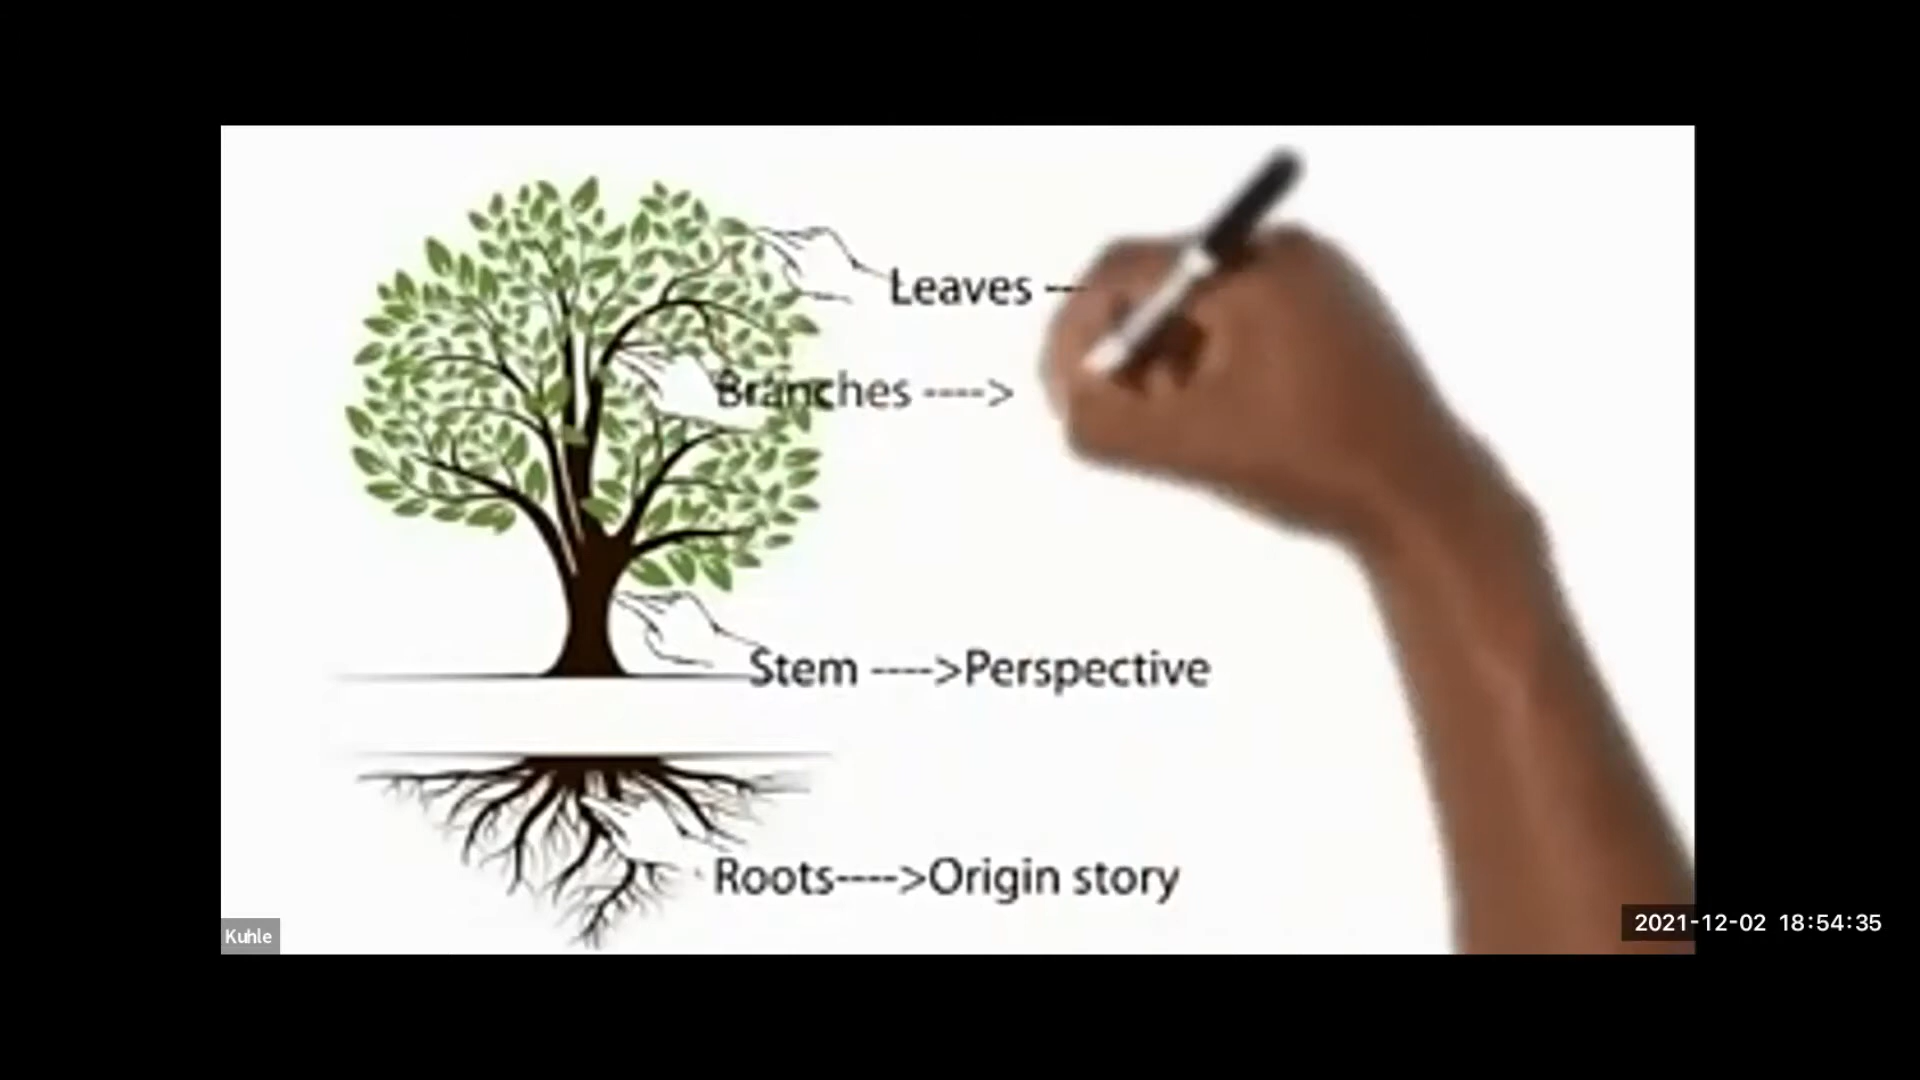 Leaves --
Branches ---->
Stem ---->Perspective
Roots---->Origin story
Kuhle
2021-12-02 18:54:35